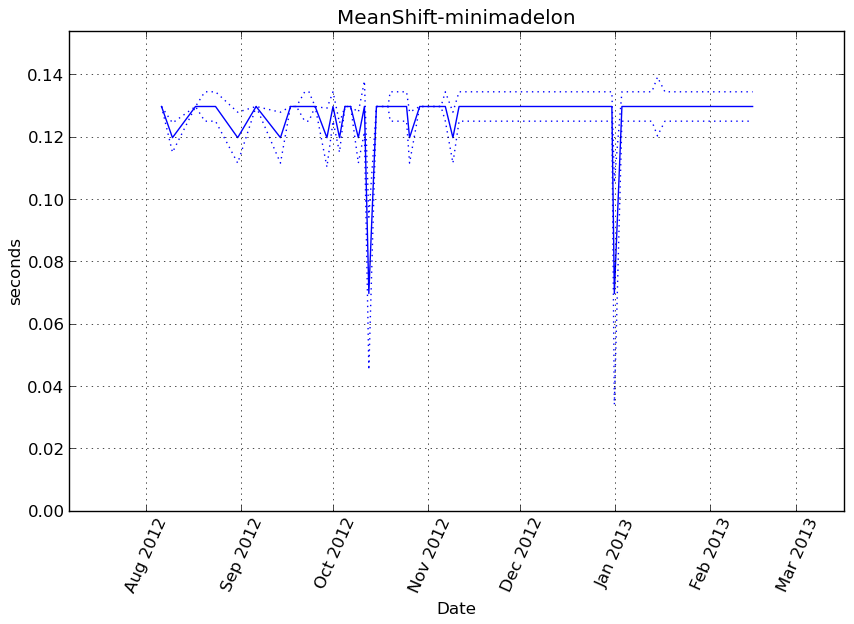 MeanShift-minimadelon
0.14
0.12
0.10
0.08
0.06
0.04
0.02
0.00
seconds
Aug 2012
Sep 2012
Oct 2012
Nov 2012
Dec 2012
Jan 2013
Feb 2013
Mar 2013
Date